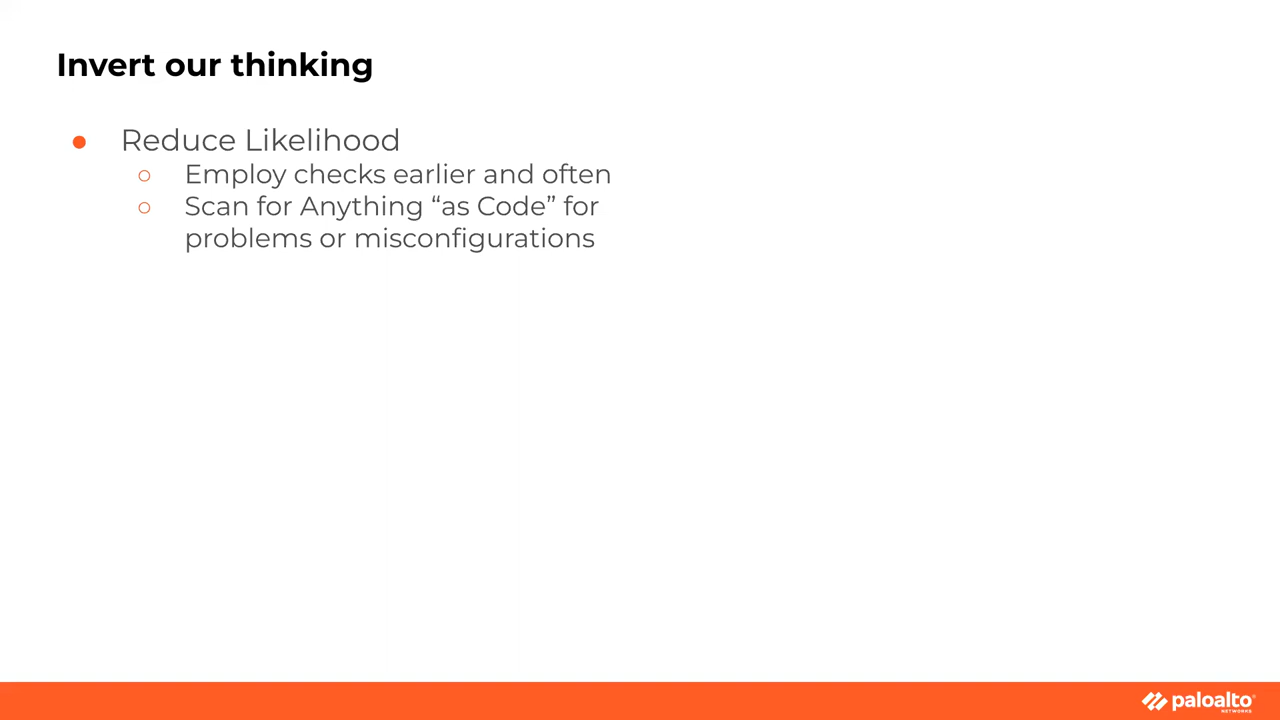 Invert our thinking
● Reduce Likelihood
○ Employ checks earlier and often
○ Scan for Anything “as Code” for
problems or misconfigurations
paloalto®
NETWORKS